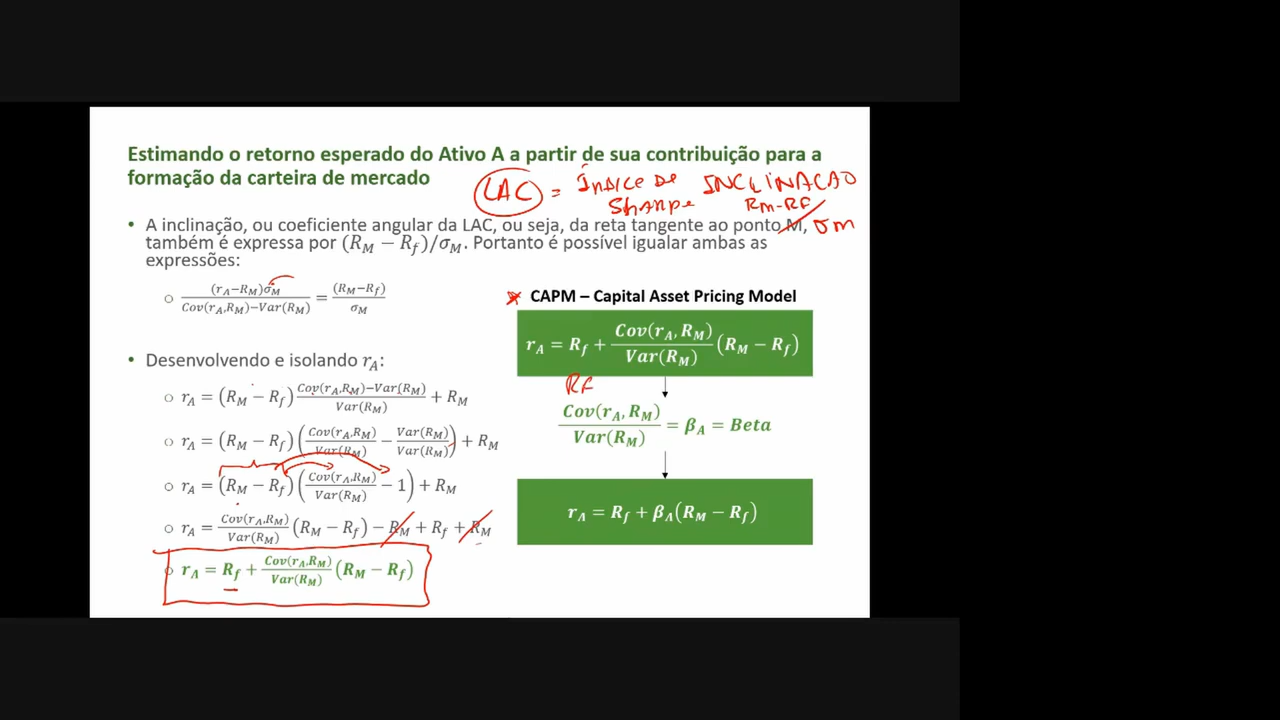 Estimando o retorno esperado do Ativo A a partir de sua contribuição para a
formação da carteira de mercado
LAC = Índice De Sharpe
INCLINACAO
RM-RF/σM
• A inclinação, ou coeficiente angular da LAC, ou seja, da reta tangente ao ponto M,
também é expressa por (R_M − R_f)/σ_M. Portanto é possível igualar ambas as
expressões:
○ (r_A−R_M)σ_M / Cov(r_A,R_M)−Var(R_M) = (R_M−R_f) / σ_M
• Desenvolvendo e isolando r_A:
○ r_A = (R_M − R_f) Cov(r_A,R_M)−Var(R_M) / Var(R_M) + R_M
○ r_A = (R_M − R_f) (Cov(r_A,R_M) / Var(R_M) − Var(R_M) / Var(R_M)) + R_M
○ r_A = (R_M − R_f) (Cov(r_A,R_M) / Var(R_M) − 1) + R_M
○ r_A = Cov(r_A,R_M) / Var(R_M) (R_M − R_f) − R_M + R_f + R_M
○ r_A = R_f + Cov(r_A,R_M) / Var(R_M) (R_M − R_f)
CAPM – Capital Asset Pricing Model
r_A = R_f + Cov(r_A, R_M) / Var(R_M) (R_M − R_f)
RF
Cov(r_A, R_M) / Var(R_M) = β_A = Beta
r_A = R_f + β_A(R_M − R_f)